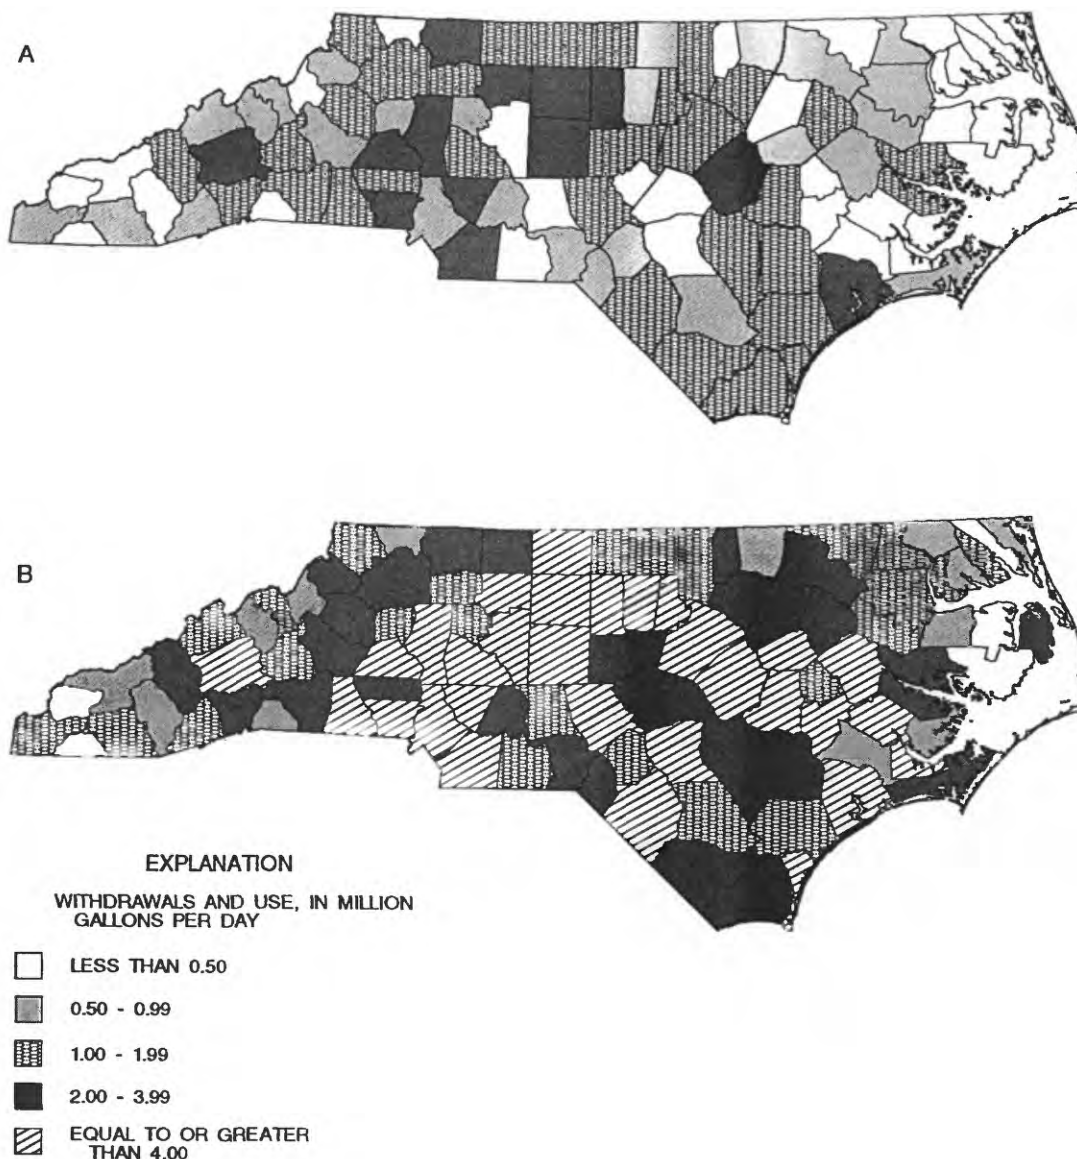 A
B
EXPLANATION
WITHDRAWALS AND USE, IN MILLION
GALLONS PER DAY
LESS THAN 0.50
0.50 - 0.99
1.00 - 1.99
2.00 - 3.99
EQUAL TO OR GREATER
THAN 4.00